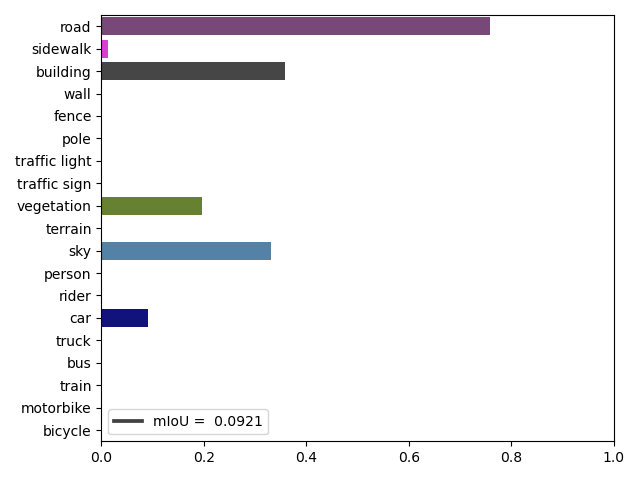 road
sidewalk
building
wall
fence
pole
traffic light
traffic sign
vegetation
terrain
sky
person
rider
car
truck
bus
train
motorbike
bicycle
mIoU =  0.0921
0.0 0.2 0.4 0.6 0.8 1.0